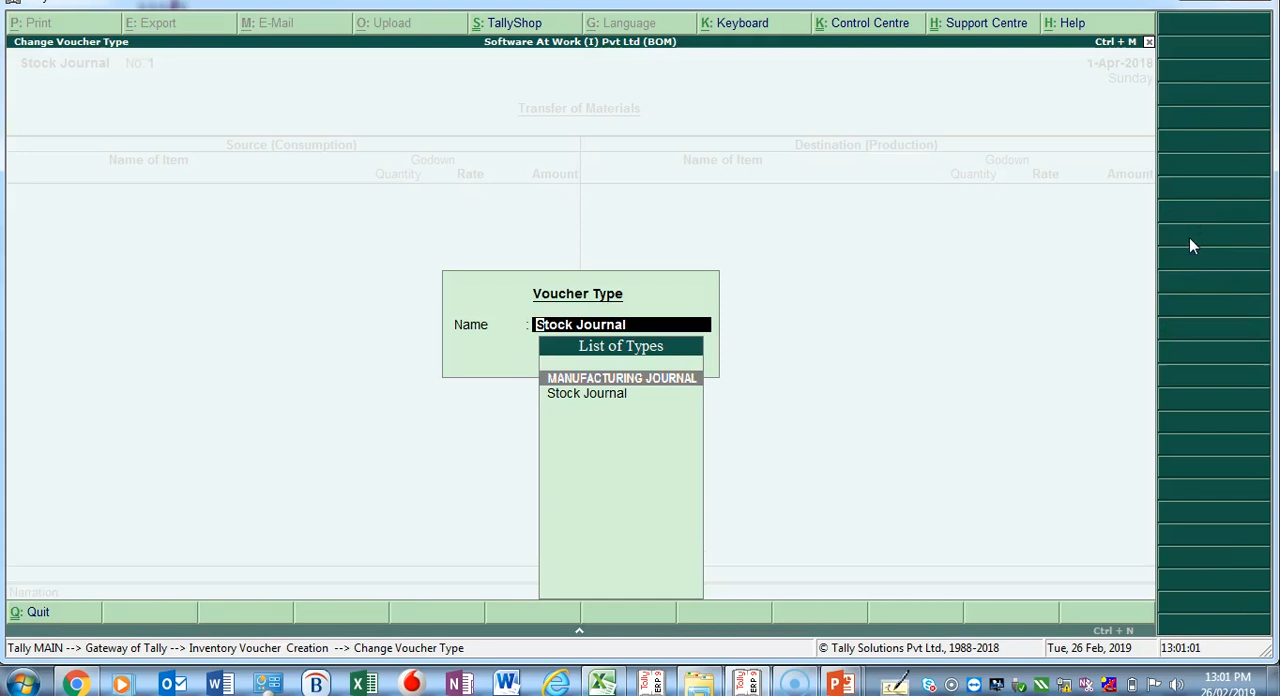 P: Print E: Export M: E-Mail O: Upload S: TallyShop G: Language K: Keyboard K: Control Centre H: Support Centre H: Help
Change Voucher Type Software At Work (I) Pvt Ltd (BOM) Ctrl + M
Stock Journal No. 1 1-Apr-2018
Sunday
Transfer of Materials
Source (Consumption) Destination (Production)
Name of Item Godown Name of Item Godown
Quantity Rate Amount Quantity Rate Amount
Voucher Type
Name : Stock Journal
List of Types
MANUFACTURING JOURNAL
Stock Journal
Narration
Q: Quit
Ctrl + N
Tally MAIN --> Gateway of Tally --> Inventory Voucher Creation --> Change Voucher Type © Tally Solutions Pvt Ltd., 1988-2018 Tue, 26 Feb, 2019 13:01:01
13:01 PM
26/02/2019